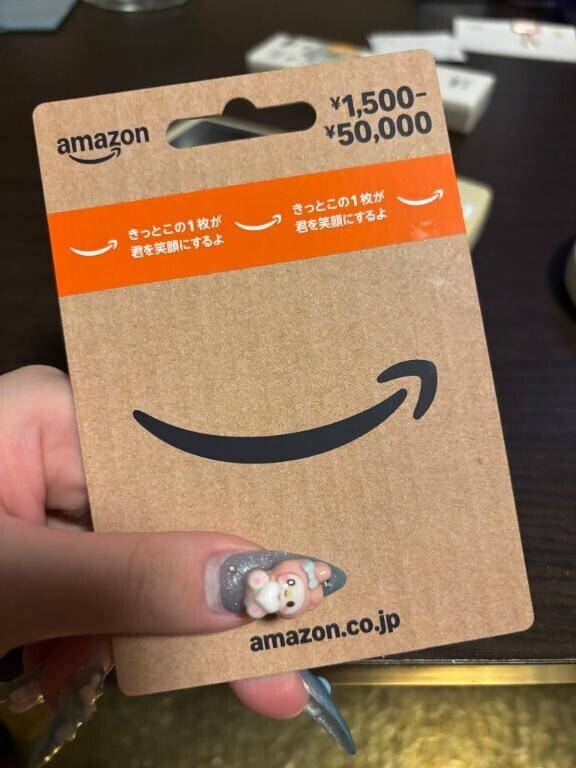 amazon
¥1,500-
¥50,000
きっとこの1枚が
君を笑顔にするよ
きっとこの1枚が
君を笑顔にするよ
amazon.co.jp